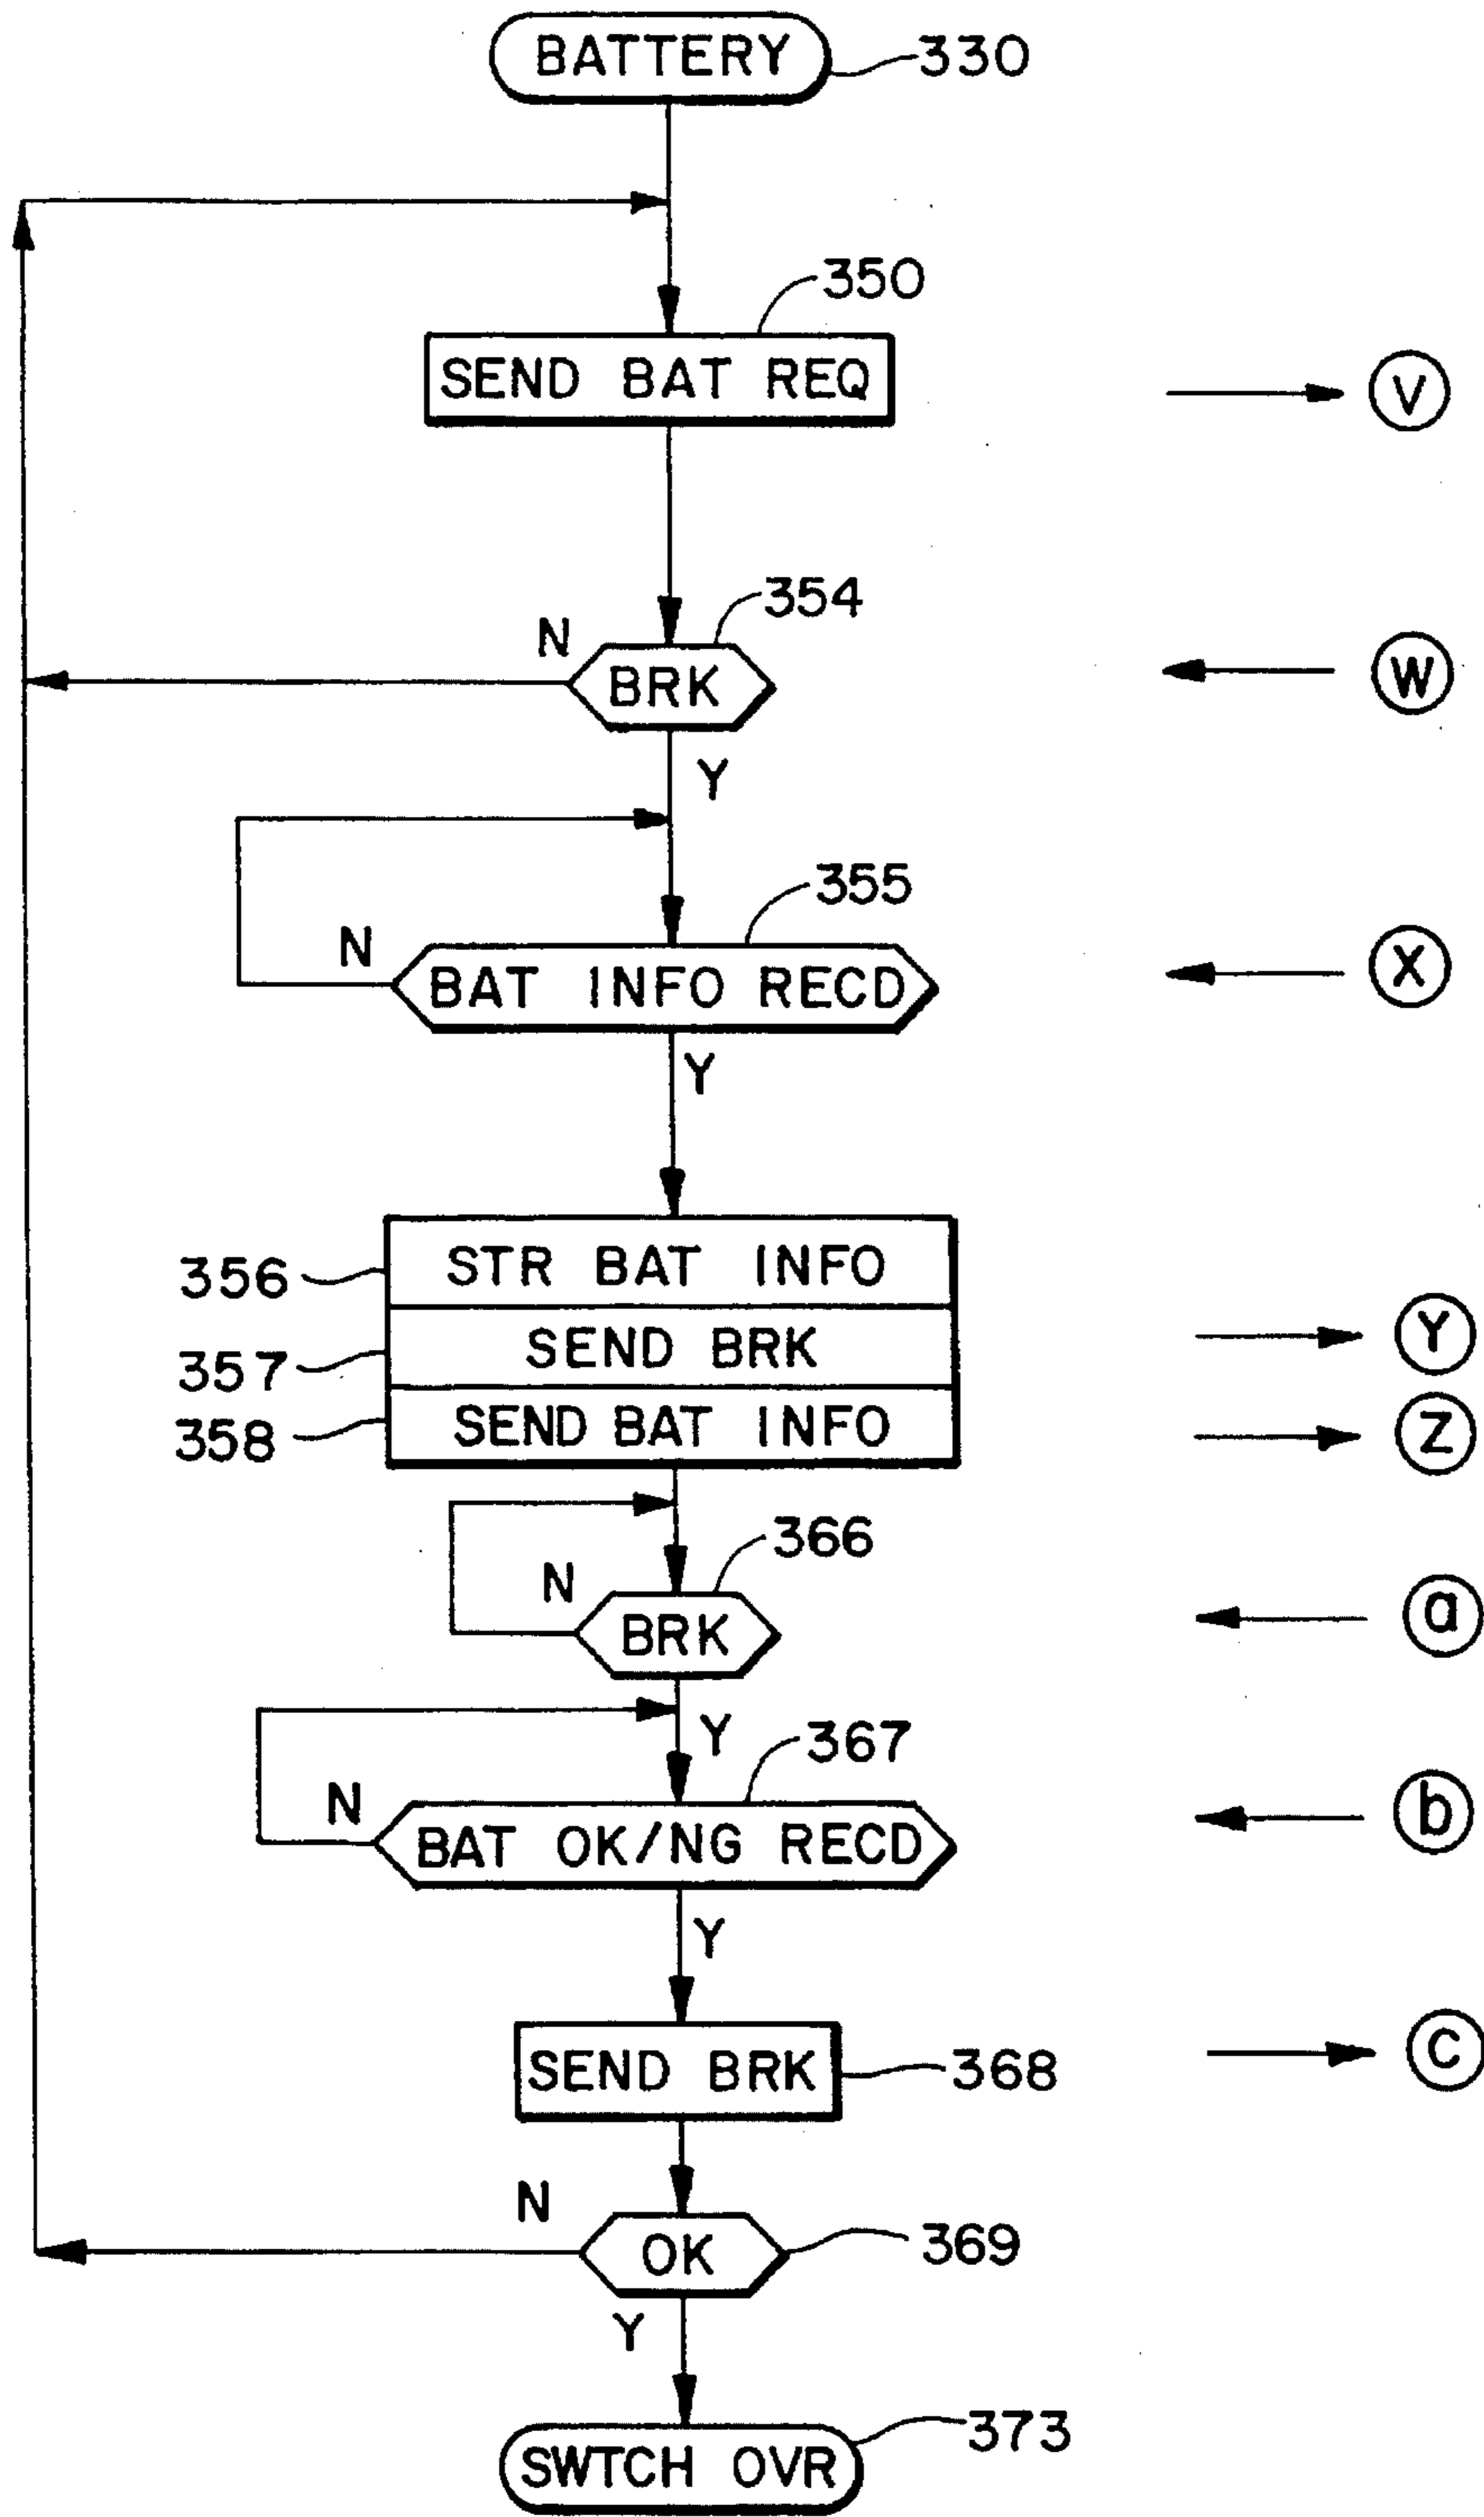 BATTERY 330
350
SEND BAT REQ V
354
N
BRK W
Y
355
N
BAT INFO RECD X
Y
356 STR BAT INFO
357 SEND BRK Y
358 SEND BAT INFO Z
366
N
BRK a
Y
367
N
BAT OK/NG RECD b
Y
SEND BRK 368 C
N
OK 369
Y
373
SWTCH OVR